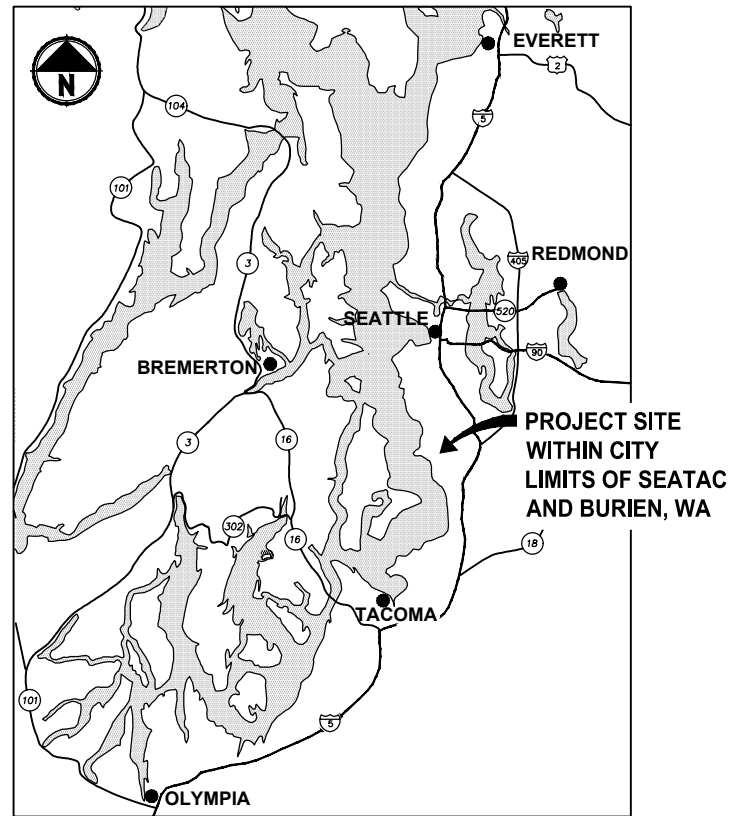 EVERETT
2
N
104
5
101
REDMOND
3
405
SEATTLE
520
90
BREMERTON
PROJECT SITE
WITHIN CITY
LIMITS OF SEATAC
AND BURIEN, WA
3
16
302
16
18
TACOMA
101
5
OLYMPIA